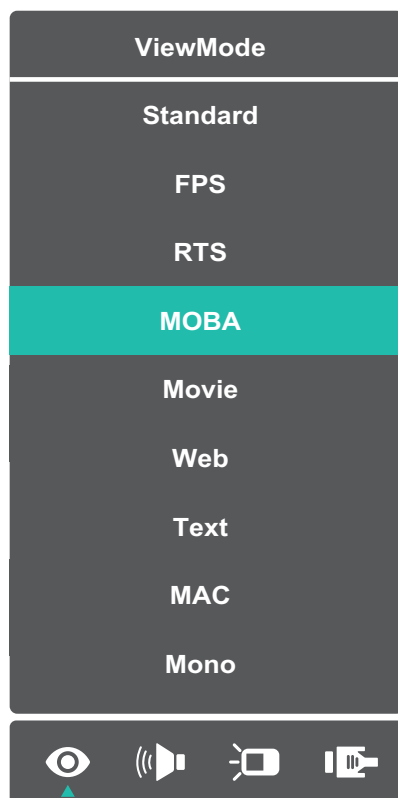 ViewMode
Standard
FPS
RTS
MOBA
Movie
Web
Text
MAC
Mono